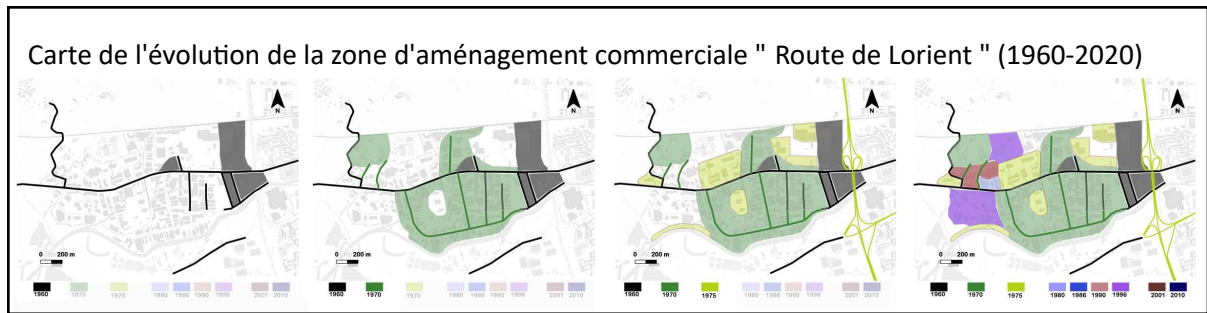 Carte de l'évolution de la zone d'aménagement commerciale " Route de Lorient " (1960-2020)
N
N
N
N
0 200 m
0 200 m
0 200 m
0 200 m
1960 1970 1975 1980 1986 1990 1996 2001 2010
1960 1970 1975 1980 1986 1990 1996 2001 2010
1960 1970 1975 1980 1986 1990 1996 2001 2010
1960 1970 1975 1980 1986 1990 1996 2001 2010